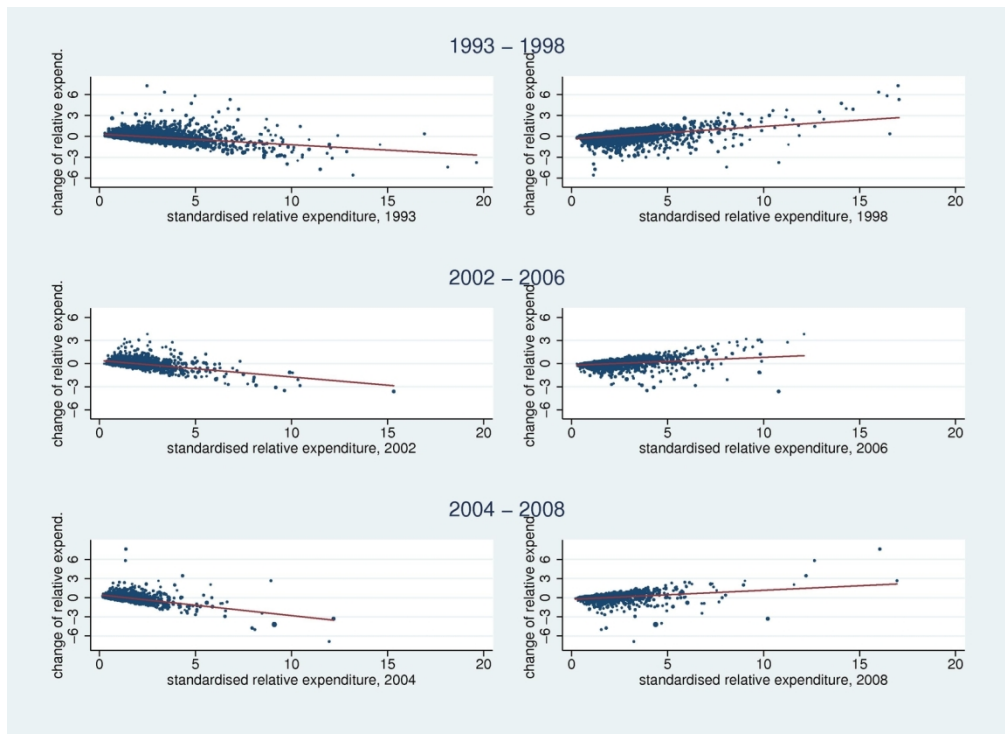 1993 – 1998
change of relative expend.
6
3
0
−3
−6
0 5 10 15 20
standardised relative expenditure, 1993
change of relative expend.
6
3
0
−3
−6
0 5 10 15 20
standardised relative expenditure, 1998
2002 – 2006
change of relative expend.
6
3
0
−3
−6
0 5 10 15 20
standardised relative expenditure, 2002
change of relative expend.
6
3
0
−3
−6
0 5 10 15 20
standardised relative expenditure, 2006
2004 – 2008
change of relative expend.
6
3
0
−3
−6
0 5 10 15 20
standardised relative expenditure, 2004
change of relative expend.
6
3
0
−3
−6
0 5 10 15 20
standardised relative expenditure, 2008